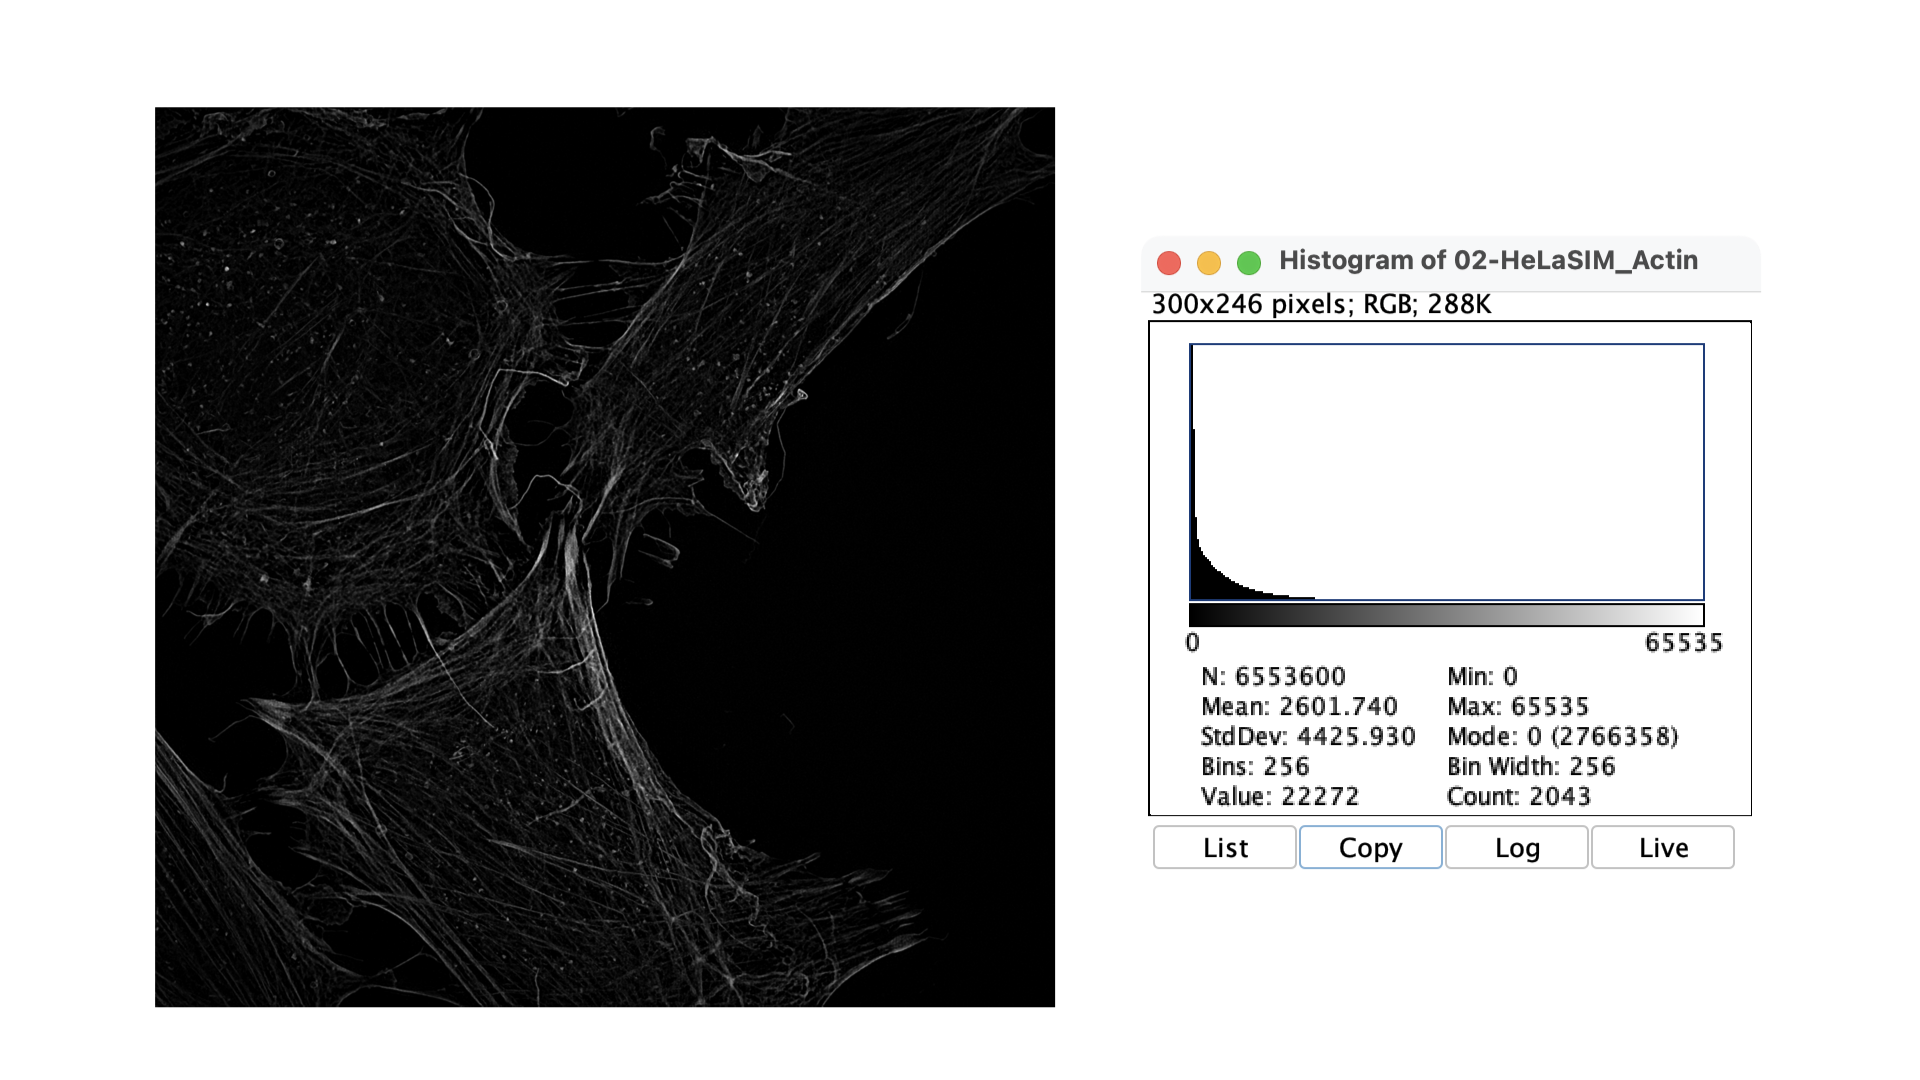 Histogram of 02-HeLaSIM_Actin
300x246 pixels; RGB; 288K
0 65535
N: 6553600 Min: 0
Mean: 2601.740 Max: 65535
StdDev: 4425.930 Mode: 0 (2766358)
Bins: 256 Bin Width: 256
Value: 22272 Count: 2043
List Copy Log Live